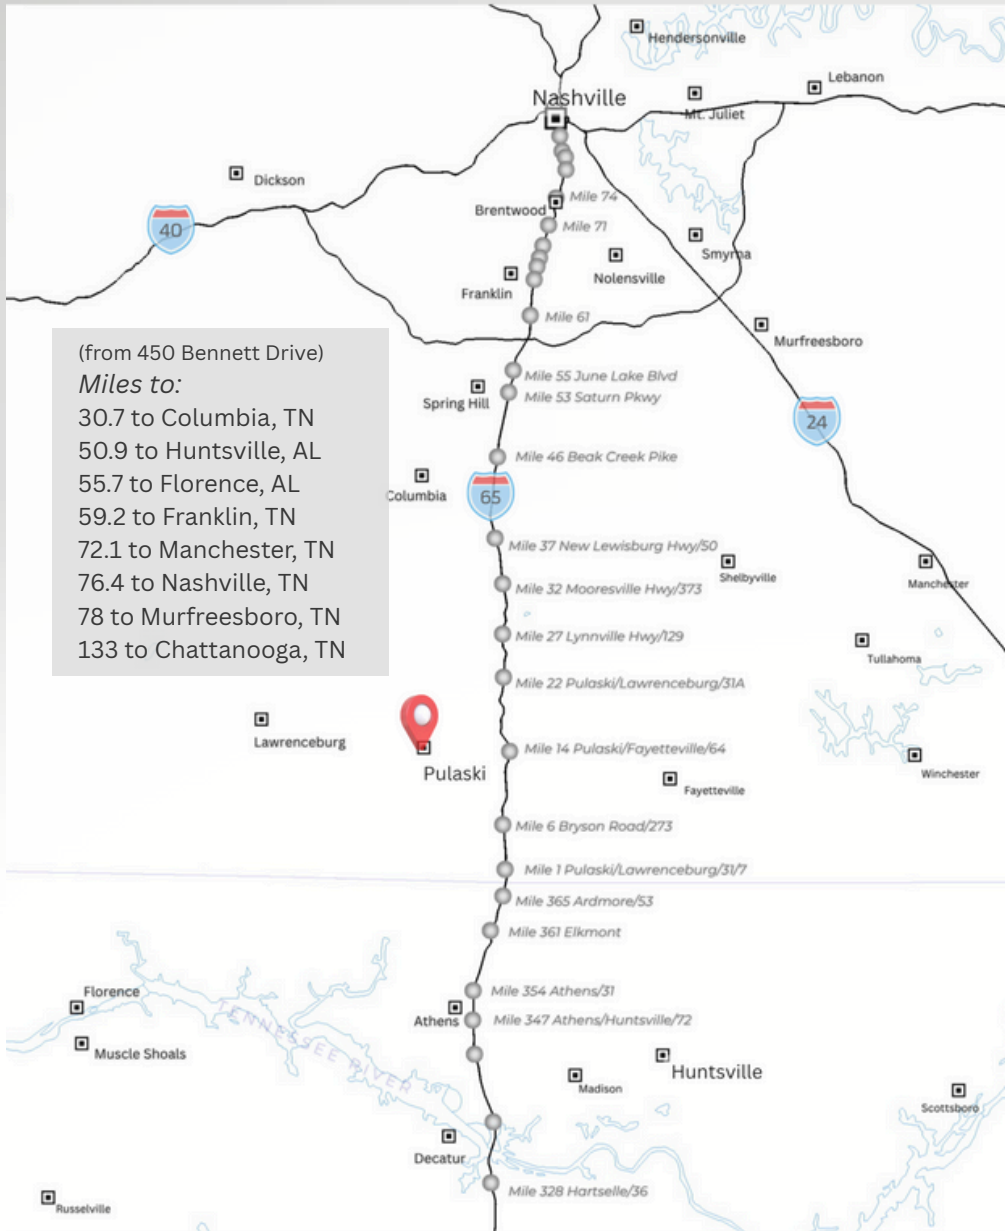 Hendersonville
Lebanon
Nashville
Mt. Juliet
Dickson
Mile 74
Brentwood
Mile 71
40
Smyrna
Nolensville
Franklin
Mile 61
Murfreesboro
(from 450 Bennett Drive)
Miles to:
30.7 to Columbia, TN
50.9 to Huntsville, AL
55.7 to Florence, AL
59.2 to Franklin, TN
72.1 to Manchester, TN
76.4 to Nashville, TN
78 to Murfreesboro, TN
133 to Chattanooga, TN
Mile 55 June Lake Blvd
Spring Hill
Mile 53 Saturn Pkwy
24
Mile 46 Beak Creek Pike
Columbia
65
Mile 37 New Lewisburg Hwy/50
Shelbyville
Manchester
Mile 32 Mooresville Hwy/373
Mile 27 Lynnville Hwy/129
Tullahoma
Mile 22 Pulaski/Lawrenceburg/31A
Lawrenceburg
Mile 14 Pulaski/Fayetteville/64
Pulaski
Winchester
Fayetteville
Mile 6 Bryson Road/273
Mile 1 Pulaski/Lawrenceburg/31/7
Mile 365 Ardmore/53
Mile 361 Elkmont
Florence
Mile 354 Athens/31
TENNESSEE RIVER
Athens
Mile 347 Athens/Huntsville/72
Muscle Shoals
Huntsville
Madison
Scottsboro
Decatur
Mile 328 Hartselle/36
Russelville